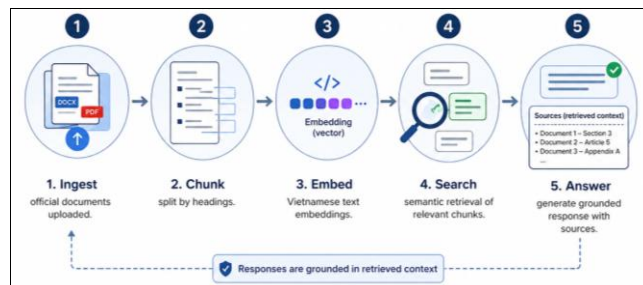 1
2
3
4
5
DOCX
PDF
</>
Embedding
(vector)
Sources (retrieved context)
• Document 1 – Section 3
• Document 2 – Article 5
• Document 3 – Appendix A
...
1. Ingest
official documents
uploaded.
2. Chunk
split by headings.
3. Embed
Vietnamese text
embeddings.
4. Search
semantic retrieval of
relevant chunks.
5. Answer
generate grounded
response with
sources.
Responses are grounded in retrieved context